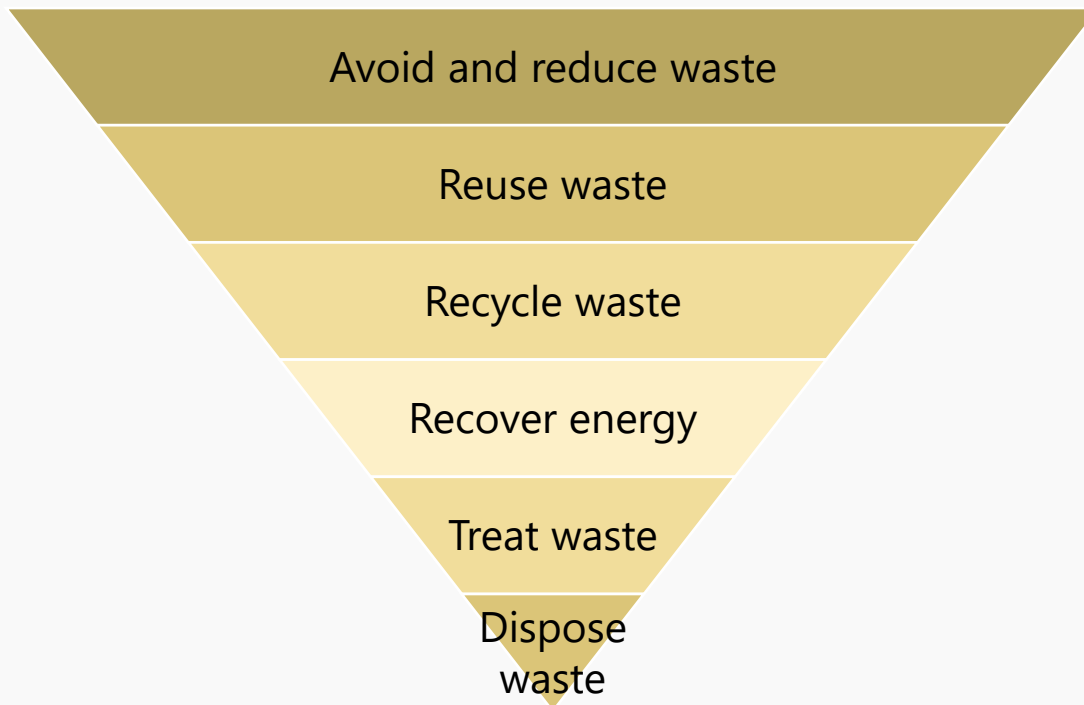 Avoid and reduce waste
Reuse waste
Recycle waste
Recover energy
Treat waste
Dispose
waste